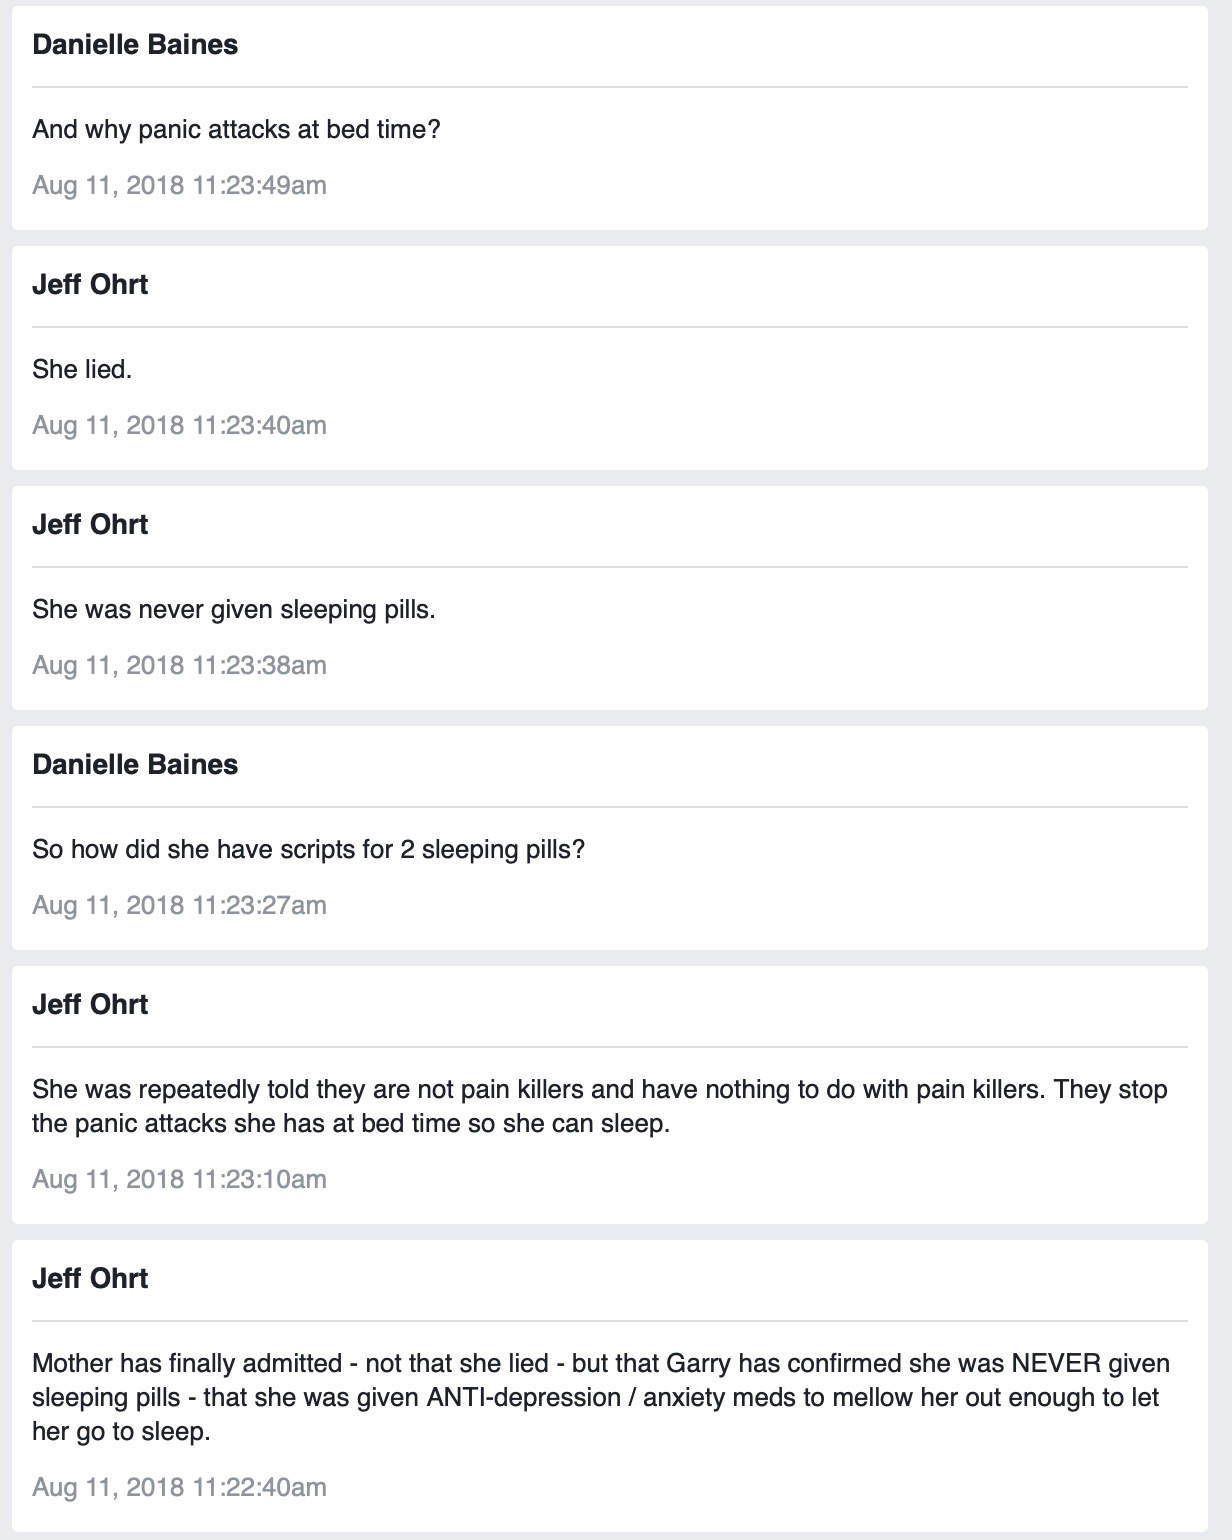 Danielle Baines
And why panic attacks at bed time?
Aug 11, 2018 11:23:49am
Jeff Ohrt
She lied.
Aug 11, 2018 11:23:40am
Jeff Ohrt
She was never given sleeping pills.
Aug 11, 2018 11:23:38am
Danielle Baines
So how did she have scripts for 2 sleeping pills?
Aug 11, 2018 11:23:27am
Jeff Ohrt
She was repeatedly told they are not pain killers and have nothing to do with pain killers. They stop
the panic attacks she has at bed time so she can sleep.
Aug 11, 2018 11:23:10am
Jeff Ohrt
Mother has finally admitted - not that she lied - but that Garry has confirmed she was NEVER given
sleeping pills - that she was given ANTI-depression / anxiety meds to mellow her out enough to let
her go to sleep.
Aug 11, 2018 11:22:40am